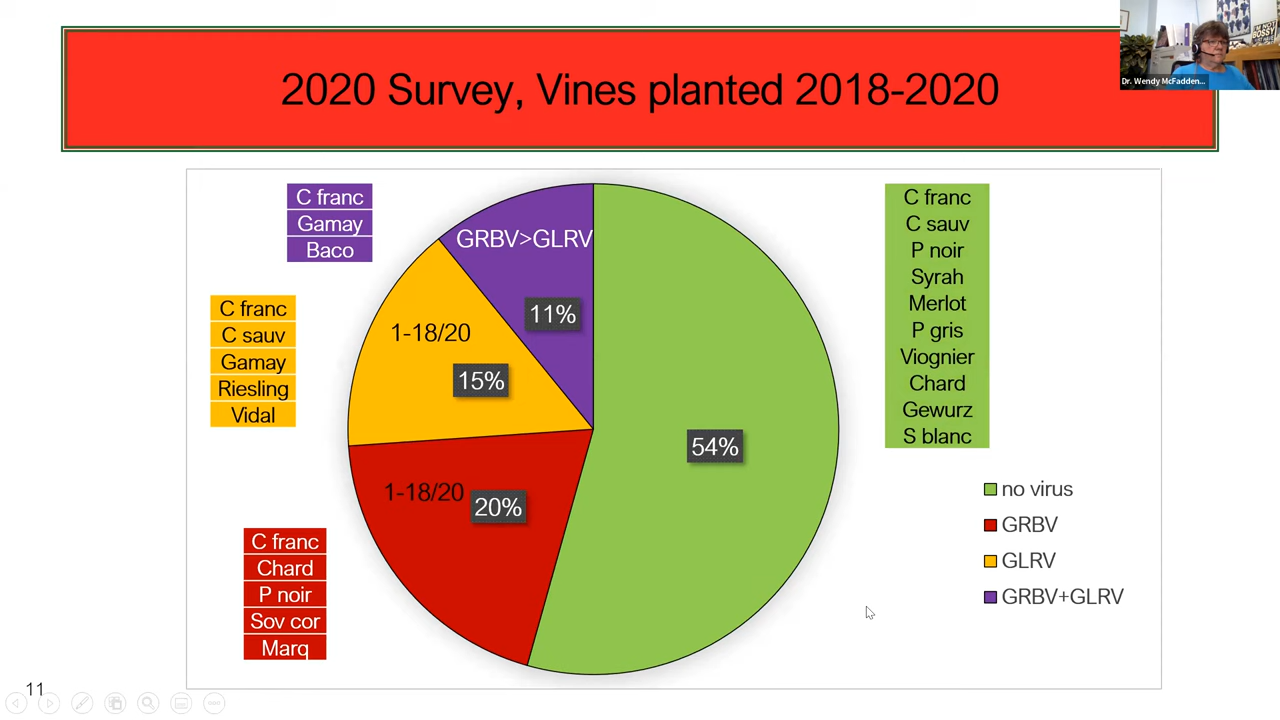 2020 Survey, Vines planted 2018-2020
I'M NOT
BOSSY
Dr. Wendy McFadden...
C franc
Gamay
Baco
C franc
C sauv
Gamay
Riesling
Vidal
C franc
Chard
P noir
Sov cor
Marq
GRBV>GLRV
11%
1-18/20
15%
1-18/20
20%
54%
C franc
C sauv
P noir
Syrah
Merlot
P gris
Viognier
Chard
Gewurz
S blanc
no virus
GRBV
GLRV
GRBV+GLRV
11